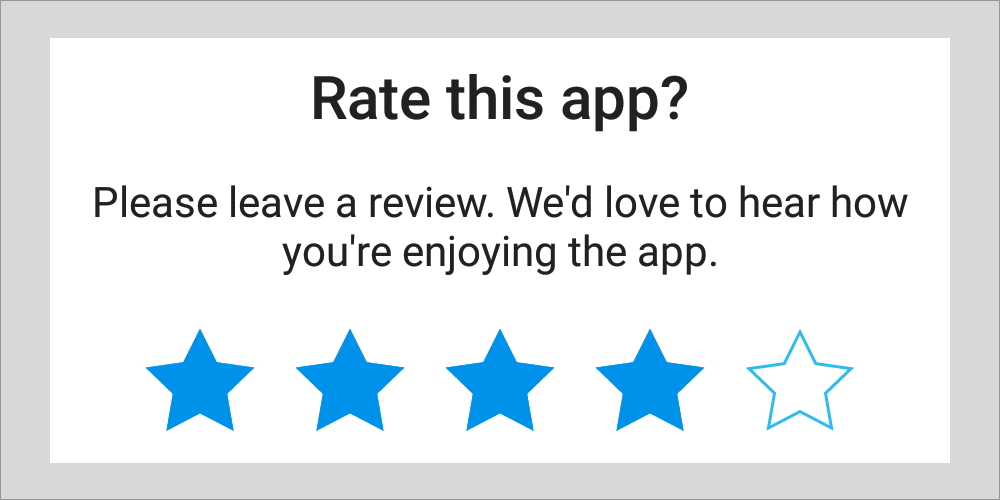 Rate this app?
Please leave a review. We'd love to hear how
you're enjoying the app.